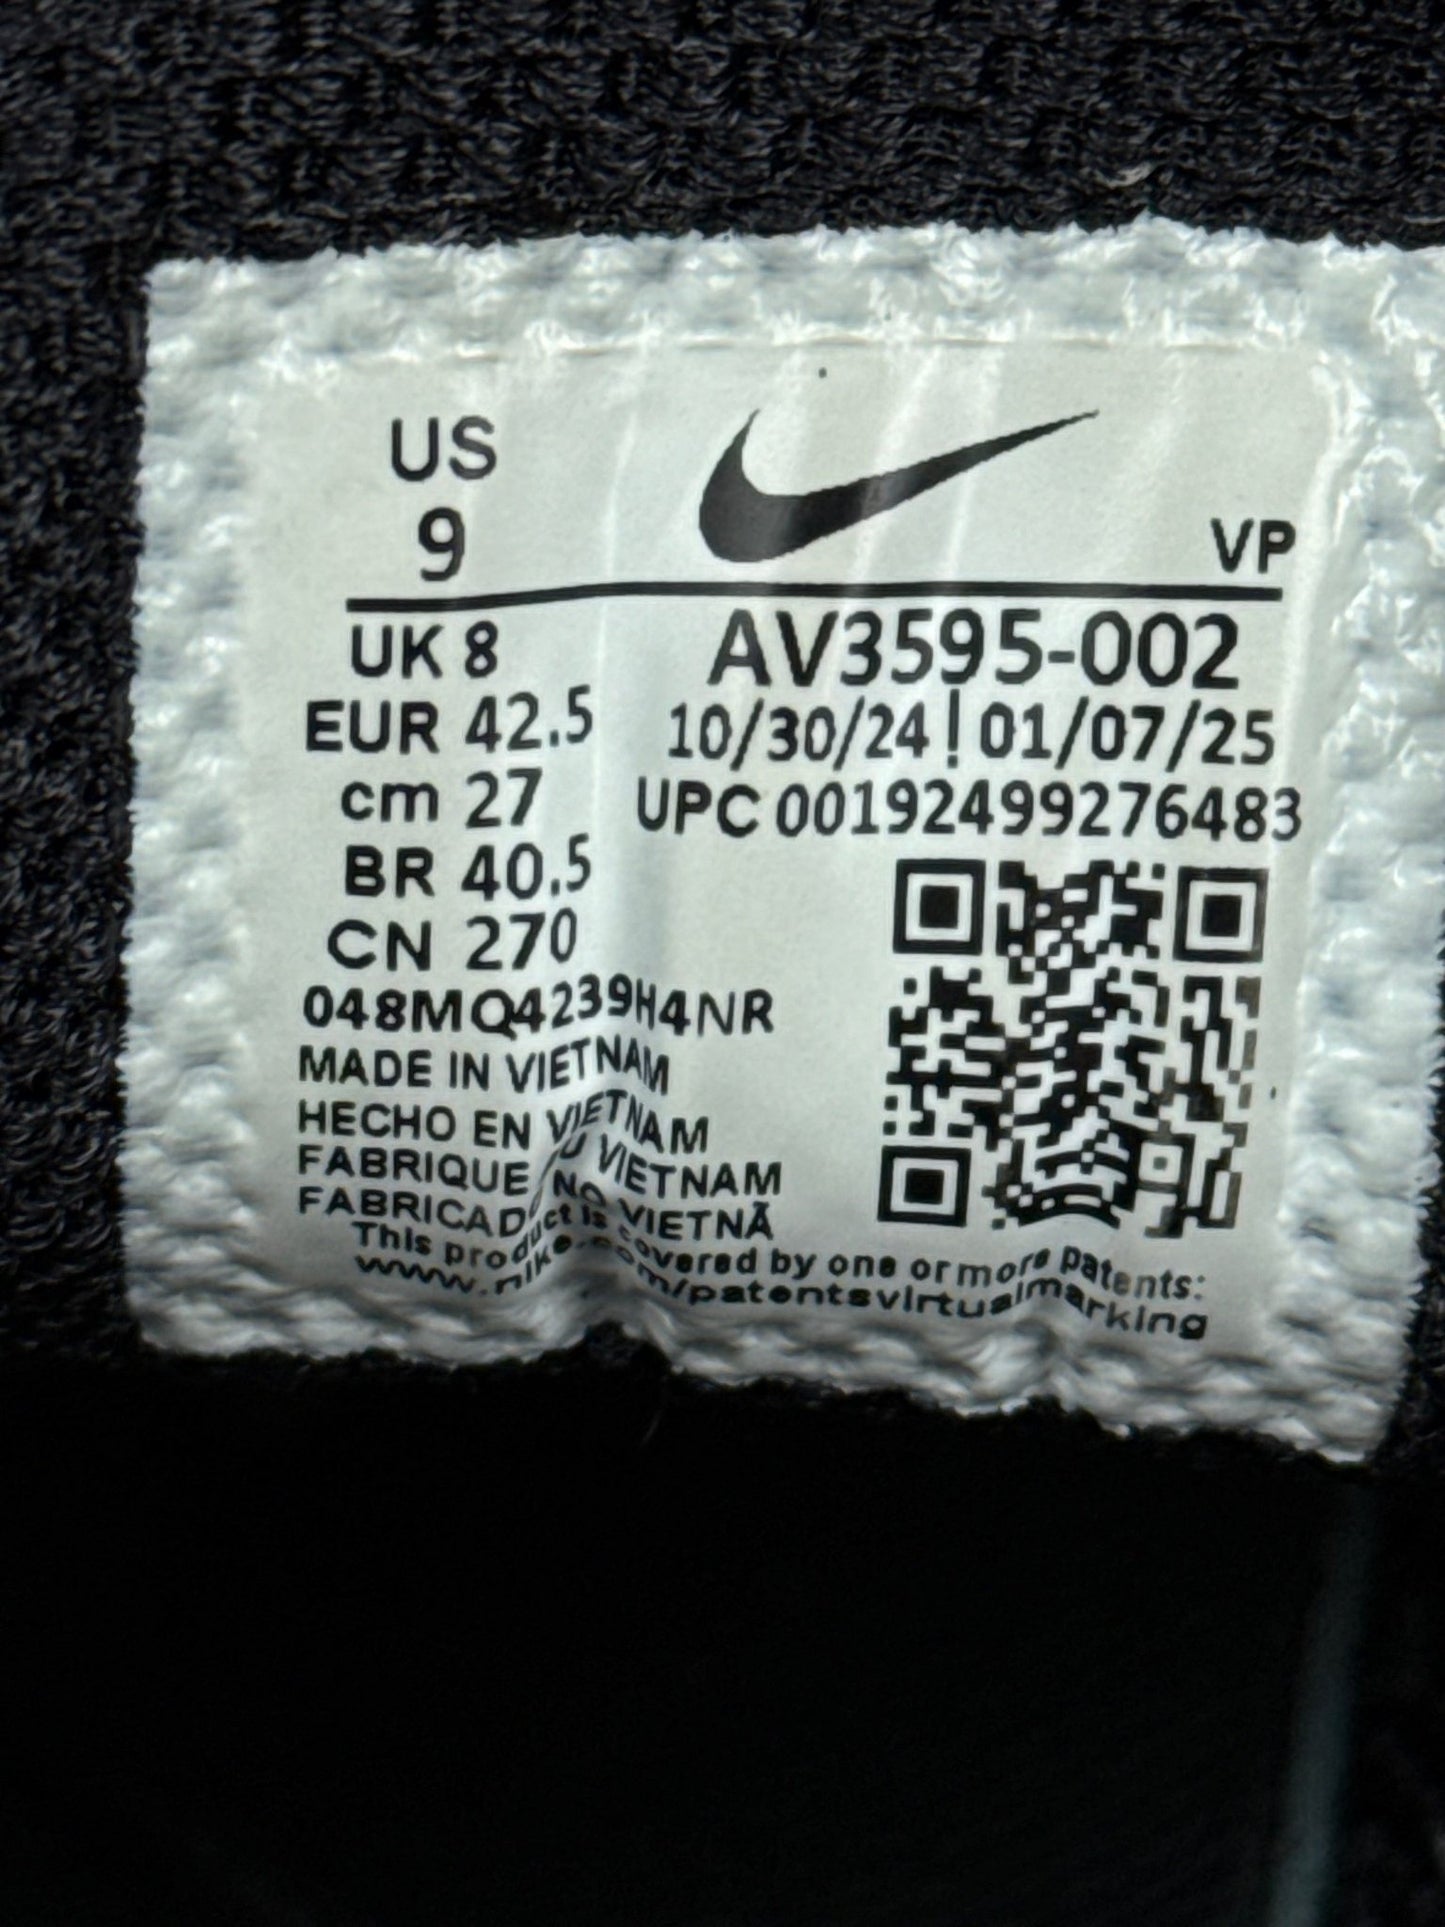 US
9
VP
UK 8
EUR 42.5
cm 27
BR 40.5
CN 270
AV3595-002
10/30/24 | 01/07/25
UPC 00192499276483
048MQ4239H4NR
MADE IN VIETNAM
HECHO EN VIETNAM
FABRIQUE AU VIETNAM
FABRICADO NO VIETNÃ
This product is covered by one or more patents:
www.nike.com/patentsvirtualmarking